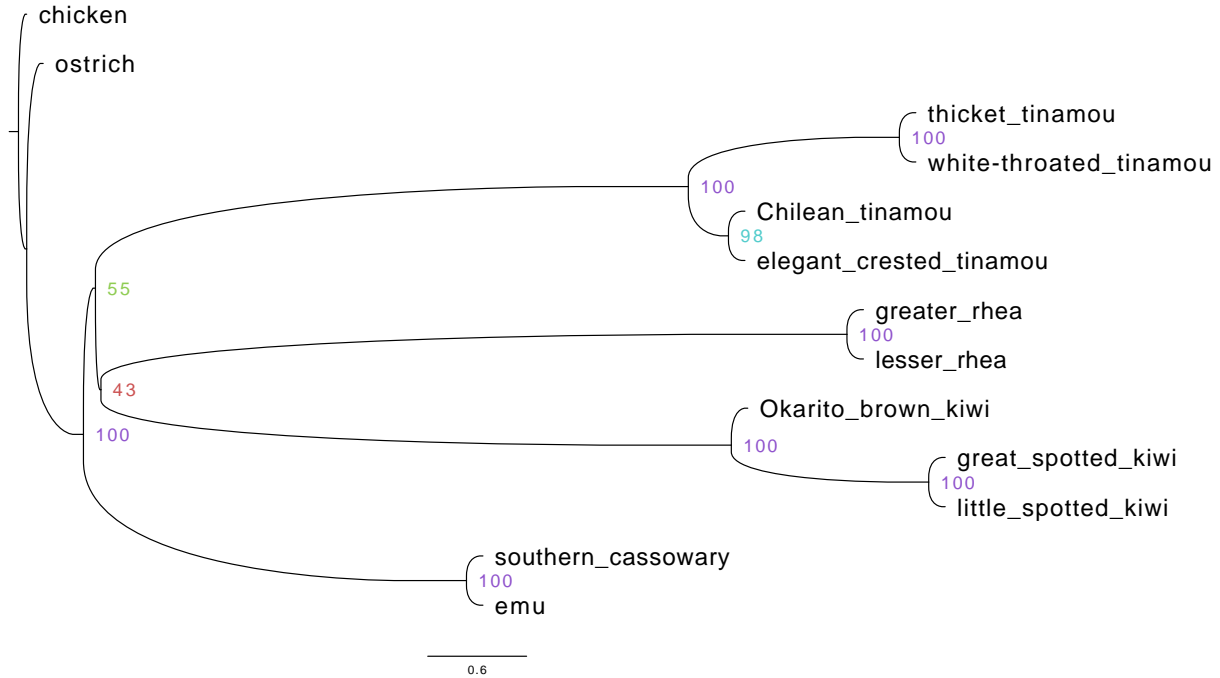 chicken
ostrich
thicket_tinamou
100
white-throated_tinamou
100
Chilean_tinamou
98
elegant_crested_tinamou
55
greater_rhea
100
lesser_rhea
43
Okarito_brown_kiwi
100
100
great_spotted_kiwi
100
little_spotted_kiwi
southern_cassowary
100
emu
0.6